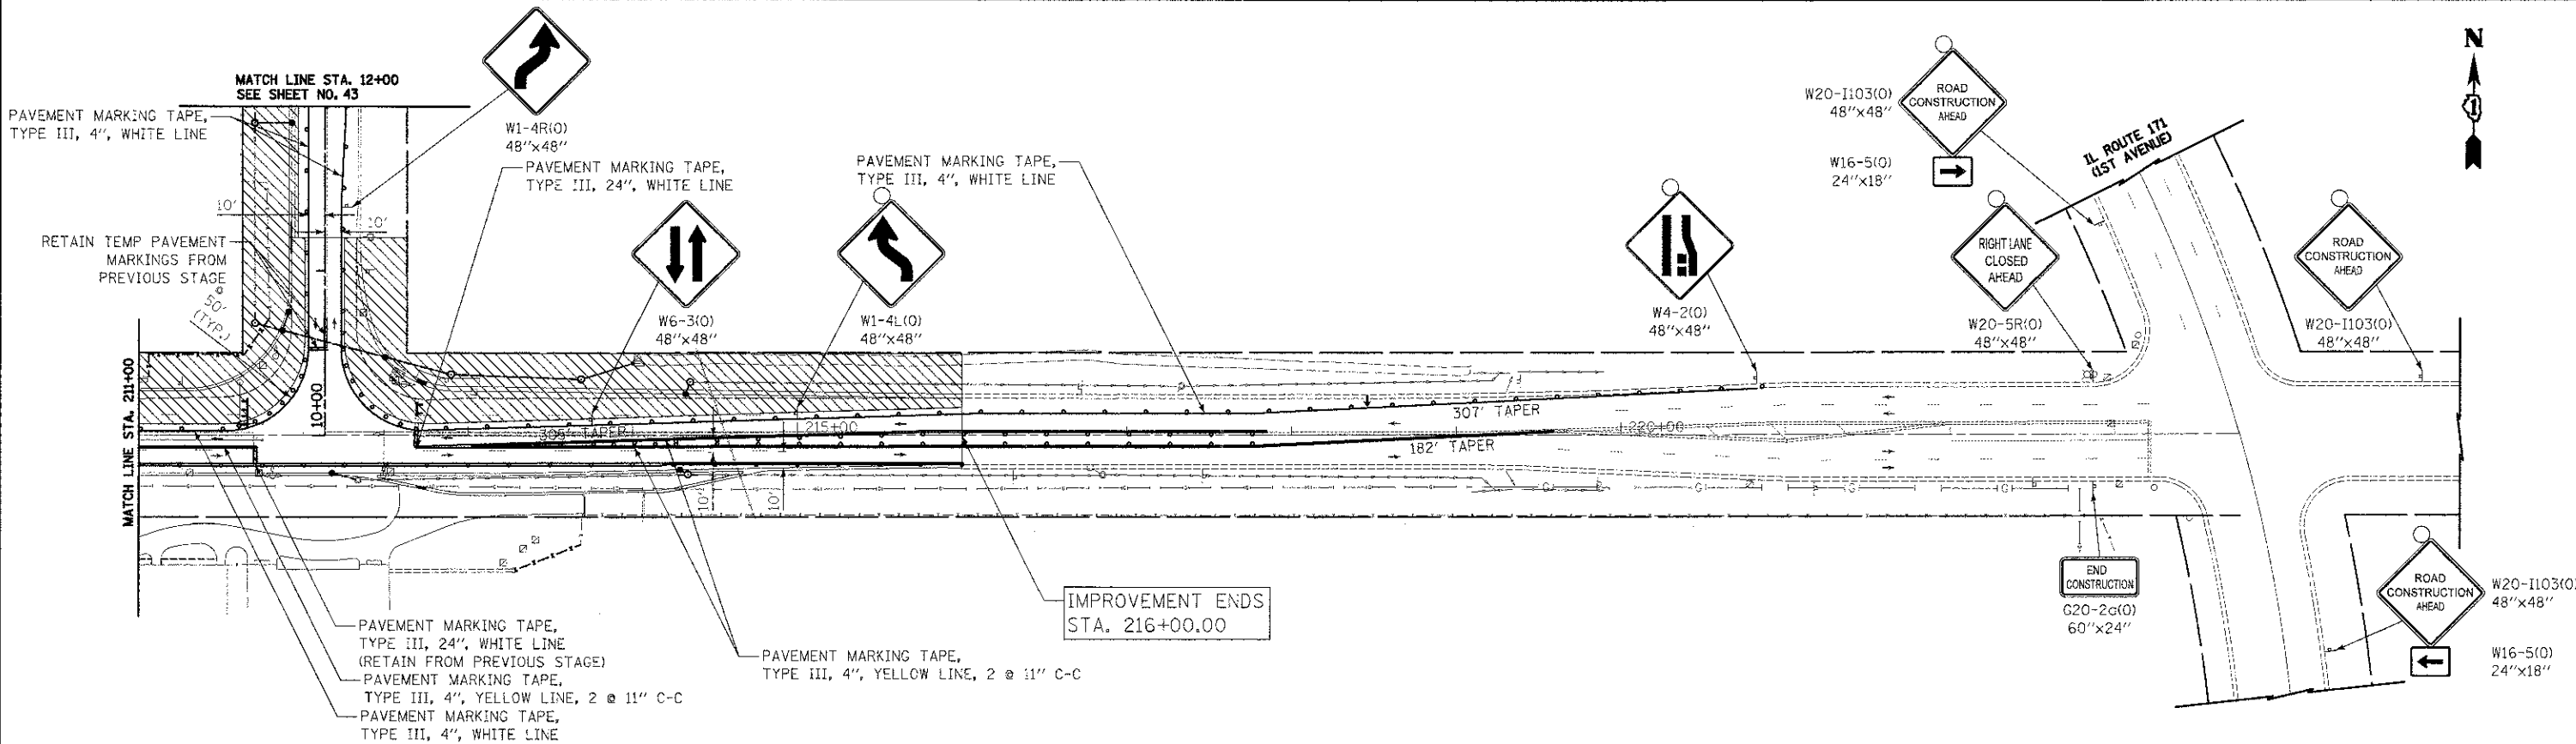 MATCH LINE STA. 12+00
SEE SHEET NO. 43
PAVEMENT MARKING TAPE,
TYPE III, 4", WHITE LINE
W1-4R(O)
48"x48"
PAVEMENT MARKING TAPE,
TYPE III, 24", WHITE LINE
PAVEMENT MARKING TAPE,
TYPE III, 4", WHITE LINE
10'
10'
RETAIN TEMP PAVEMENT
MARKINGS FROM
PREVIOUS STAGE
50'
(TYP.)
W6-3(O)
48"x48"
W1-4L(O)
48"x48"
W4-2(O)
48"x48"
W20-I103(O)
48"x48"
ROAD
CONSTRUCTION
AHEAD
W16-5(O)
24"x18"
IL ROUTE 171
(1ST AVENUE)
N
1
RIGHT LANE
CLOSED
AHEAD
W20-5R(O)
48"x48"
ROAD
CONSTRUCTION
AHEAD
W20-I103(O)
48"x48"
MATCH LINE STA. 211+00
10+00
305' TAPER
215+00
307' TAPER
182' TAPER
220+00
10'
10'
G
G
G
G
END
CONSTRUCTION
G20-2a(O)
60"x24"
ROAD
CONSTRUCTION
AHEAD
W20-I103(O)
48"x48"
W16-5(O)
24"x18"
IMPROVEMENT ENDS
STA. 216+00.00
PAVEMENT MARKING TAPE,
TYPE III, 24", WHITE LINE
(RETAIN FROM PREVIOUS STAGE)
PAVEMENT MARKING TAPE,
TYPE III, 4", YELLOW LINE, 2 @ 11" C-C
PAVEMENT MARKING TAPE,
TYPE III, 4", WHITE LINE
PAVEMENT MARKING TAPE,
TYPE III, 4", YELLOW LINE, 2 @ 11" C-C